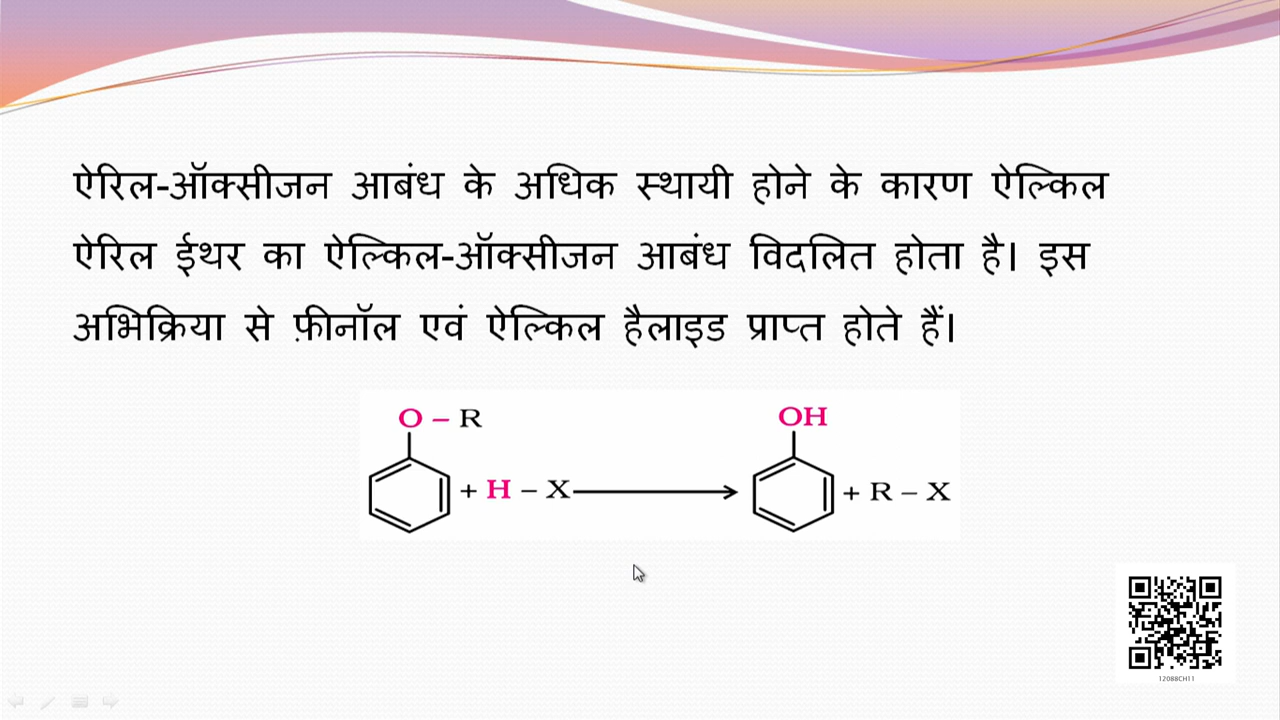 ऐरिल-ऑक्सीजन आबंध के अधिक स्थायी होने के कारण ऐल्किल
ऐरिल ईथर का ऐल्किल-ऑक्सीजन आबंध विदलित होता है। इस
अभिक्रिया से फ़ीनॉल एवं ऐल्किल हैलाइड प्राप्त होते हैं।
O – R
OH
+ H – X
+ R – X
12088CH11